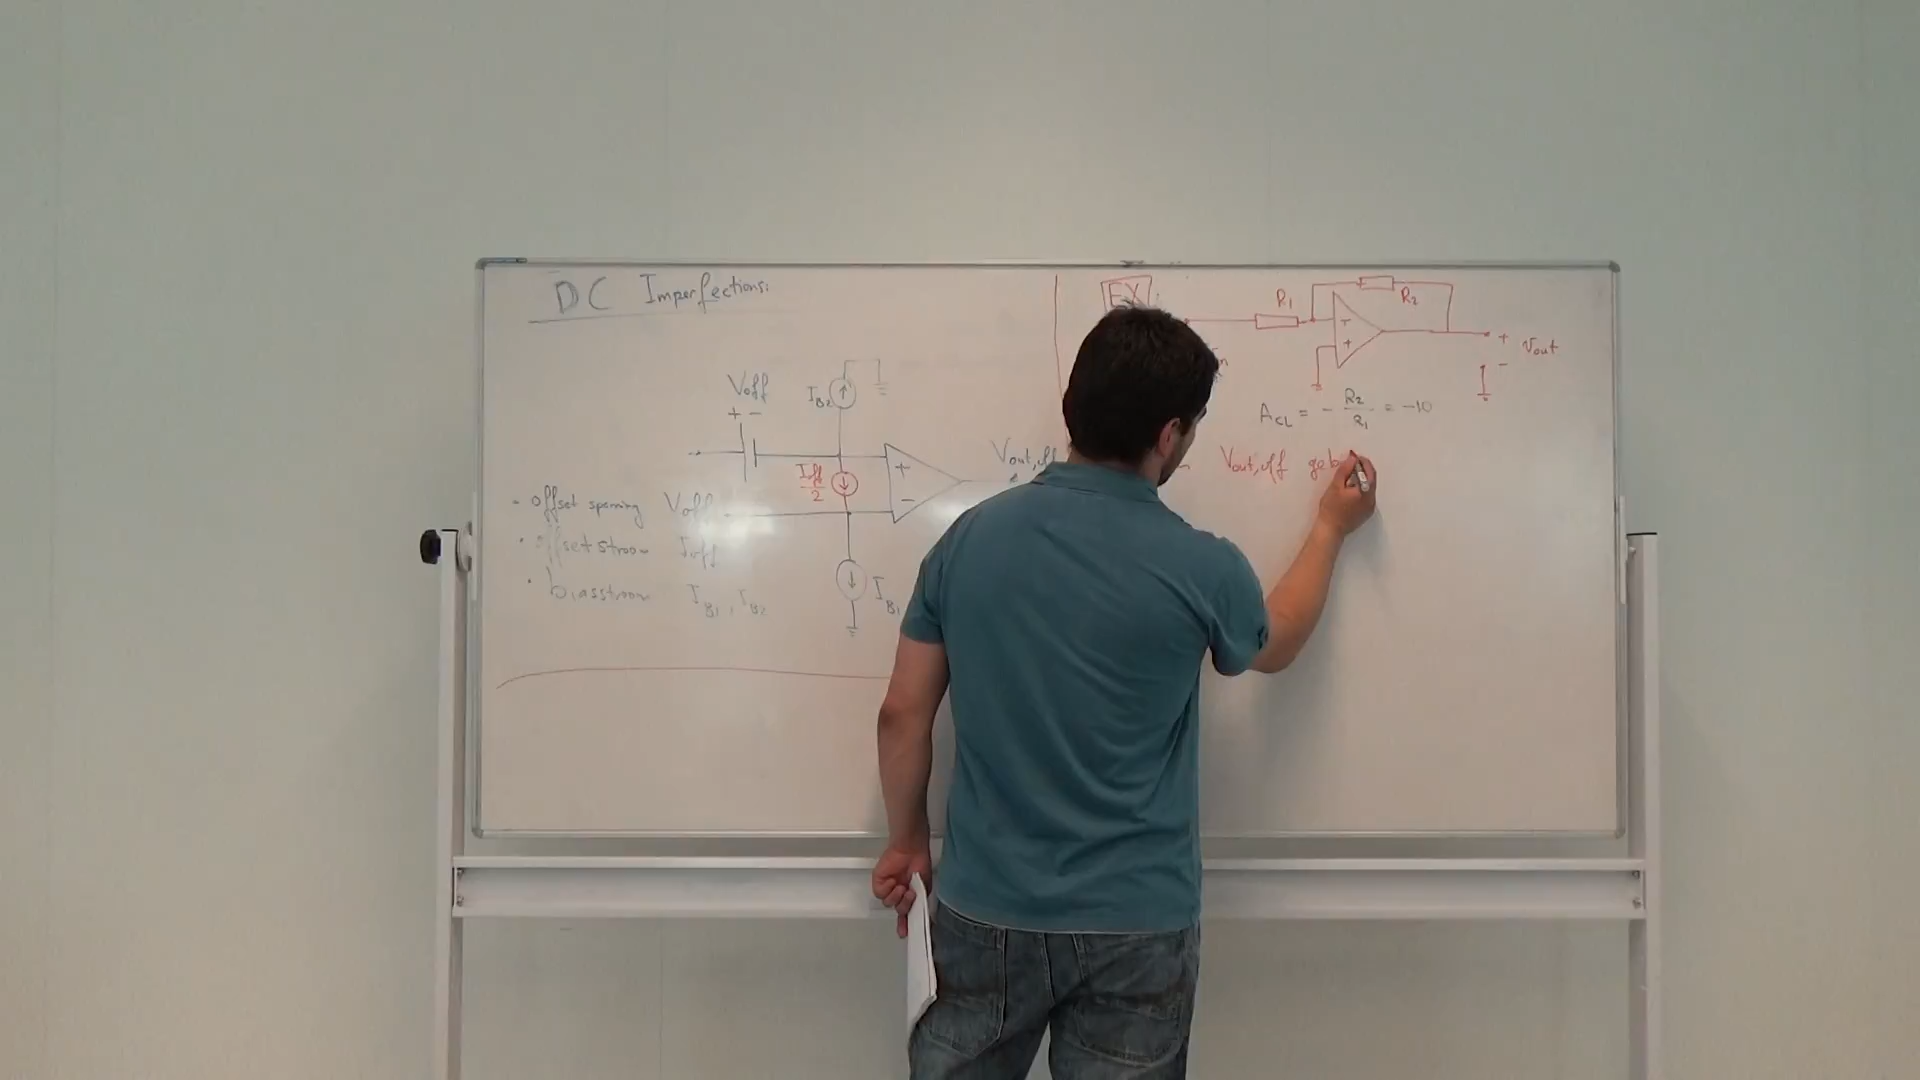 DC Imperfections:
Voff
+ -
IB2
Ioff
2
+
-
Vout,off
- offset spanning Voff
• offset stroom Ioff
• biasstroom IB1, IB2
IB1
EX
R1
R2
+
+ Vout
-
ACL = - R2 / R1 = -10
Vout,off